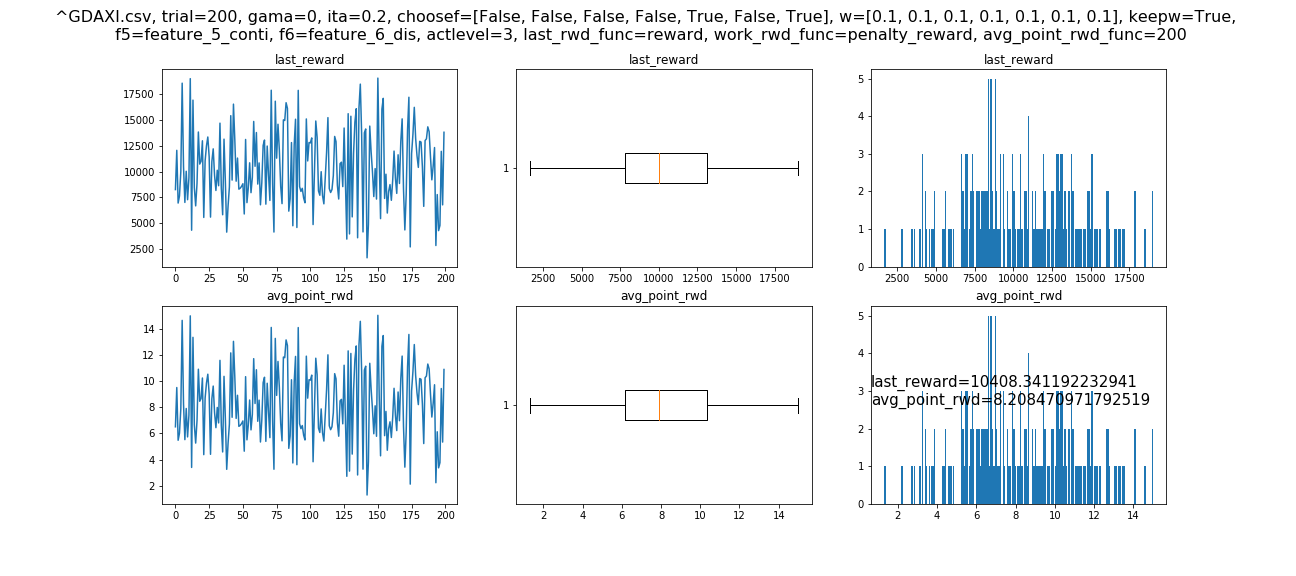 ^GDAXI.csv, trial=200, gama=0, ita=0.2, choosef=[False, False, False, False, True, False, True], w=[0.1, 0.1, 0.1, 0.1, 0.1, 0.1, 0.1], keepw=True,
f5=feature_5_conti, f6=feature_6_dis, actlevel=3, last_rwd_func=reward, work_rwd_func=penalty_reward, avg_point_rwd_func=200
last_reward
17500
15000
12500
10000
7500
5000
2500
0 25 50 75 100 125 150 175 200
last_reward
1
2500 5000 7500 10000 12500 15000 17500
last_reward
5
4
3
2
1
0
2500 5000 7500 10000 12500 15000 17500
avg_point_rwd
14
12
10
8
6
4
2
0 25 50 75 100 125 150 175 200
avg_point_rwd
1
2 4 6 8 10 12 14
avg_point_rwd
5
4
3
2
1
0
last_reward=10408.341192232941
avg_point_rwd=8.208470971792519
2 4 6 8 10 12 14